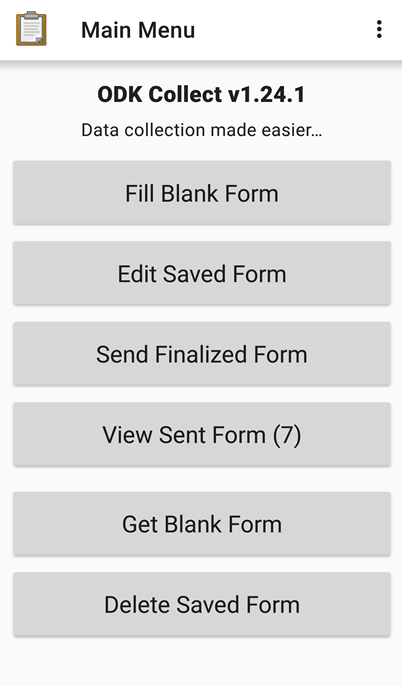 Main Menu
ODK Collect v1.24.1
Data collection made easier...
Fill Blank Form
Edit Saved Form
Send Finalized Form
View Sent Form (7)
Get Blank Form
Delete Saved Form